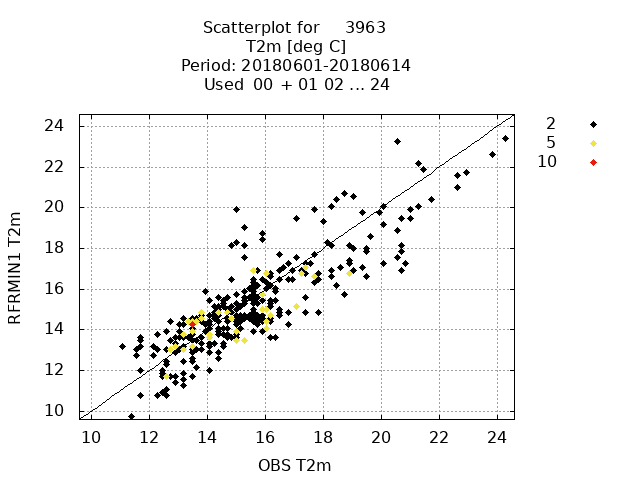 Scatterplot for 3963
T2m [deg C]
Period: 20180601-20180614
Used 00 + 01 02 ... 24
2
5
10
RFRMIN1 T2m
24
22
20
18
16
14
12
10
10 12 14 16 18 20 22 24
OBS T2m